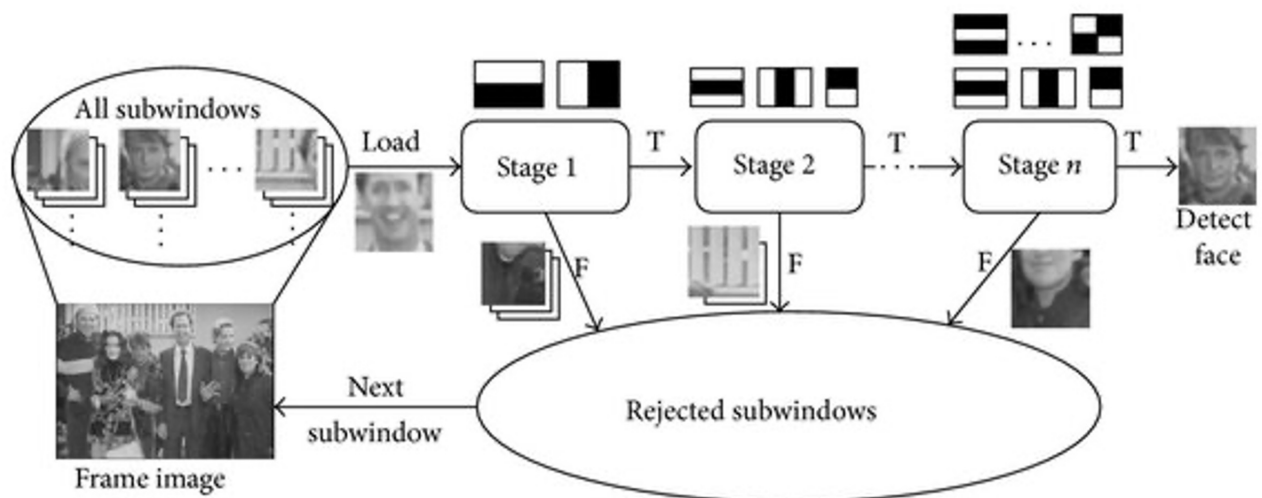 All subwindows
. . .
Load
Stage 1
T
Stage 2
T
. . .
Stage n
T
Detect
face
F
F
F
Rejected subwindows
Next
subwindow
Frame image